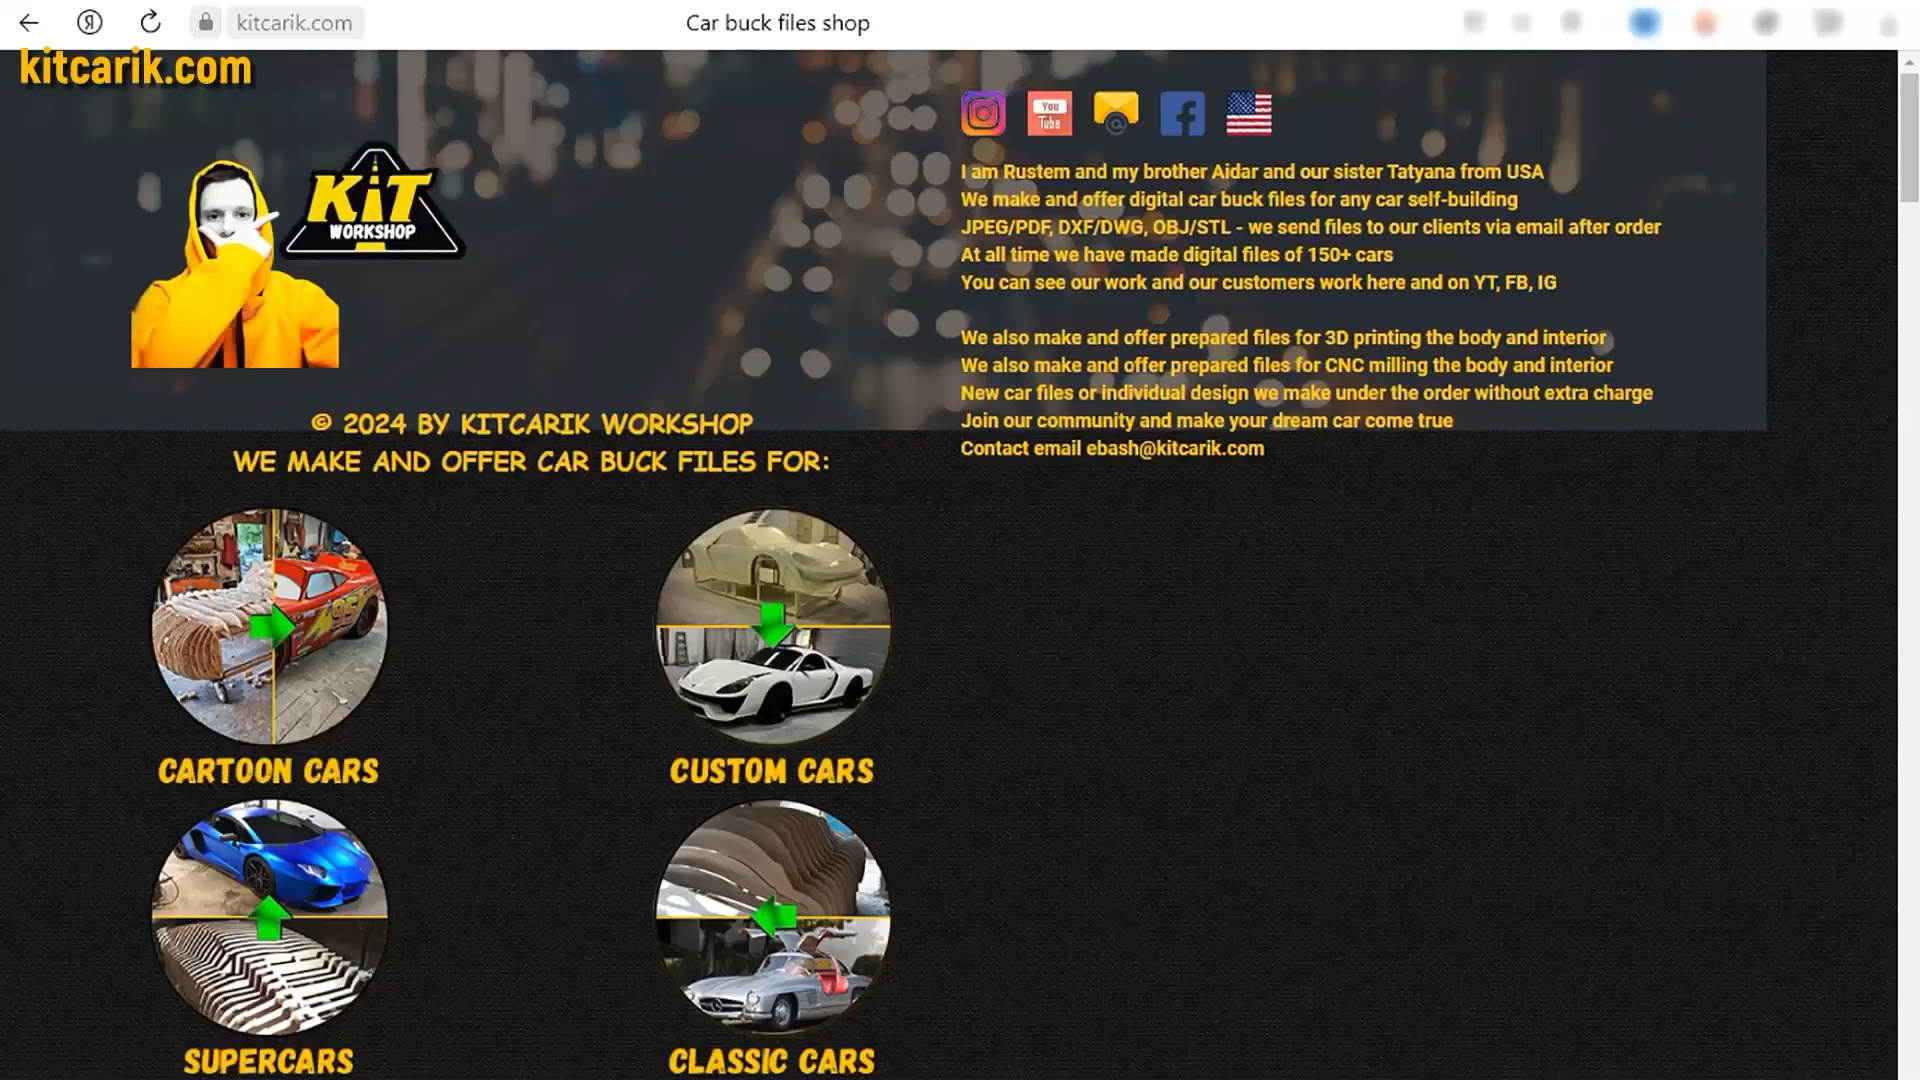 kitcarik.com
Car buck files shop
kitcarik.com
You
Tube
KiT
WORKSHOP
I am Rustem and my brother Aidar and our sister Tatyana from USA
We make and offer digital car buck files for any car self-building
JPEG/PDF, DXF/DWG, OBJ/STL - we send files to our clients via email after order
At all time we have made digital files of 150+ cars
You can see our work and our customers work here and on YT, FB, IG
We also make and offer prepared files for 3D printing the body and interior
We also make and offer prepared files for CNC milling the body and interior
New car files or individual design we make under the order without extra charge
Join our community and make your dream car come true
Contact email ebash@kitcarik.com
© 2024 BY KITCARIK WORKSHOP
WE MAKE AND OFFER CAR BUCK FILES FOR:
95
CARTOON CARS
CUSTOM CARS
SUPERCARS
CLASSIC CARS